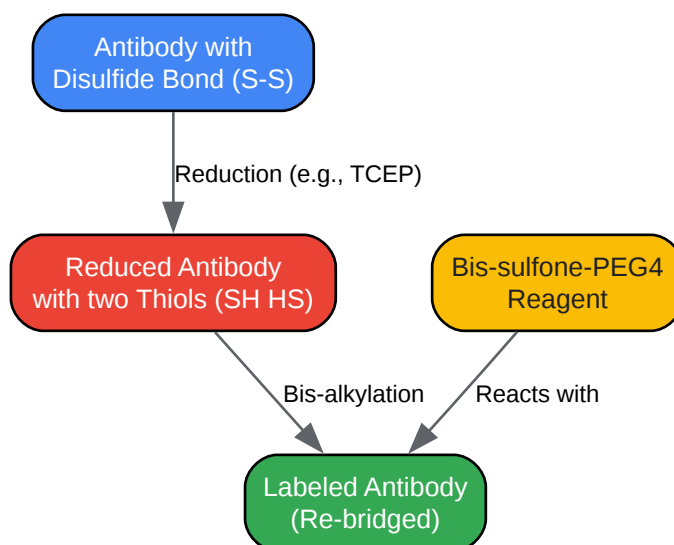 Antibody with
Disulfide Bond (S-S)
Reduction (e.g., TCEP)
Reduced Antibody
with two Thiols (SH HS)
Bis-sulfone-PEG4
Reagent
Bis-alkylation
Reacts with
Labeled Antibody
(Re-bridged)